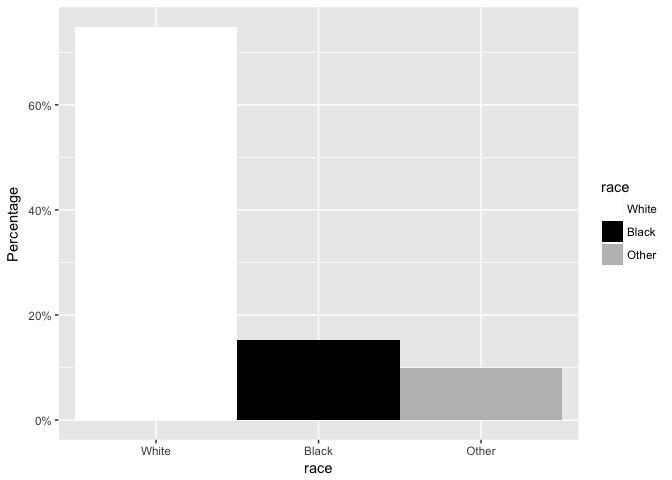 Percentage
60%
40%
20%
0%
White Black Other
race
race
White
Black
Other